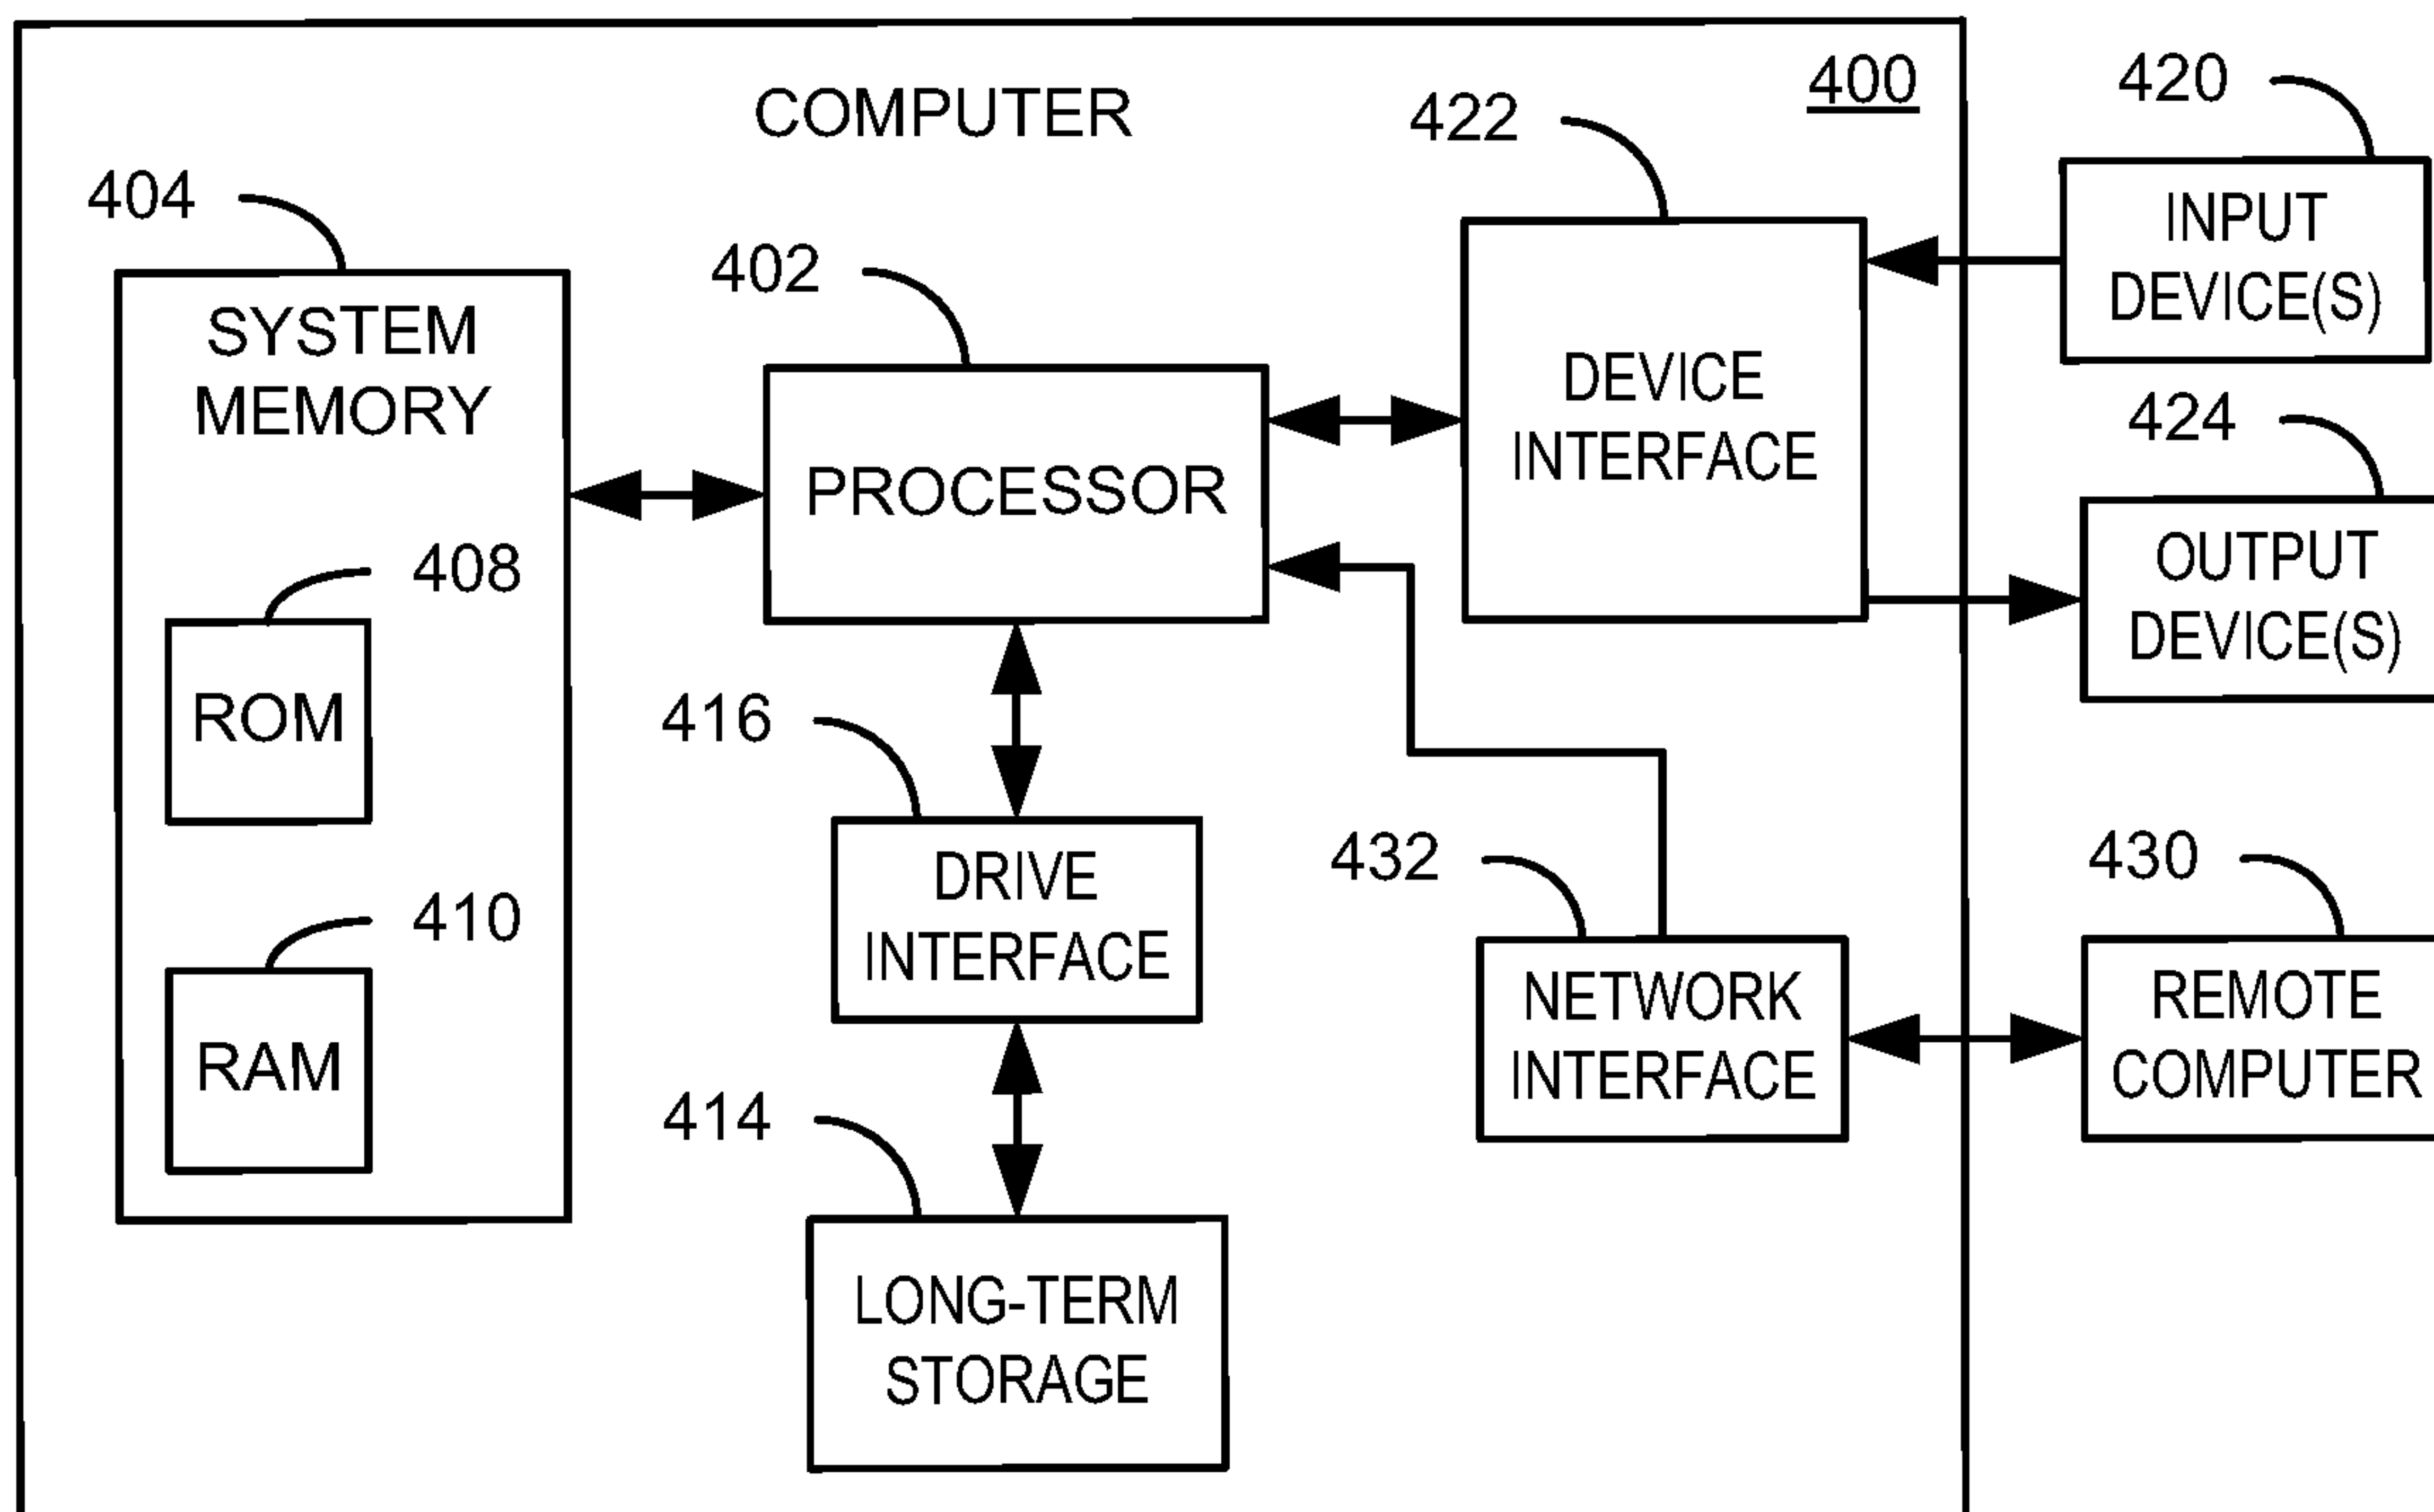 COMPUTER
400
420
422
404
INPUT
DEVICE(S)
402
SYSTEM
MEMORY
DEVICE
INTERFACE
424
PROCESSOR
OUTPUT
DEVICE(S)
408
ROM
416
432
430
DRIVE
INTERFACE
410
NETWORK
INTERFACE
REMOTE
COMPUTER
RAM
414
LONG-TERM
STORAGE